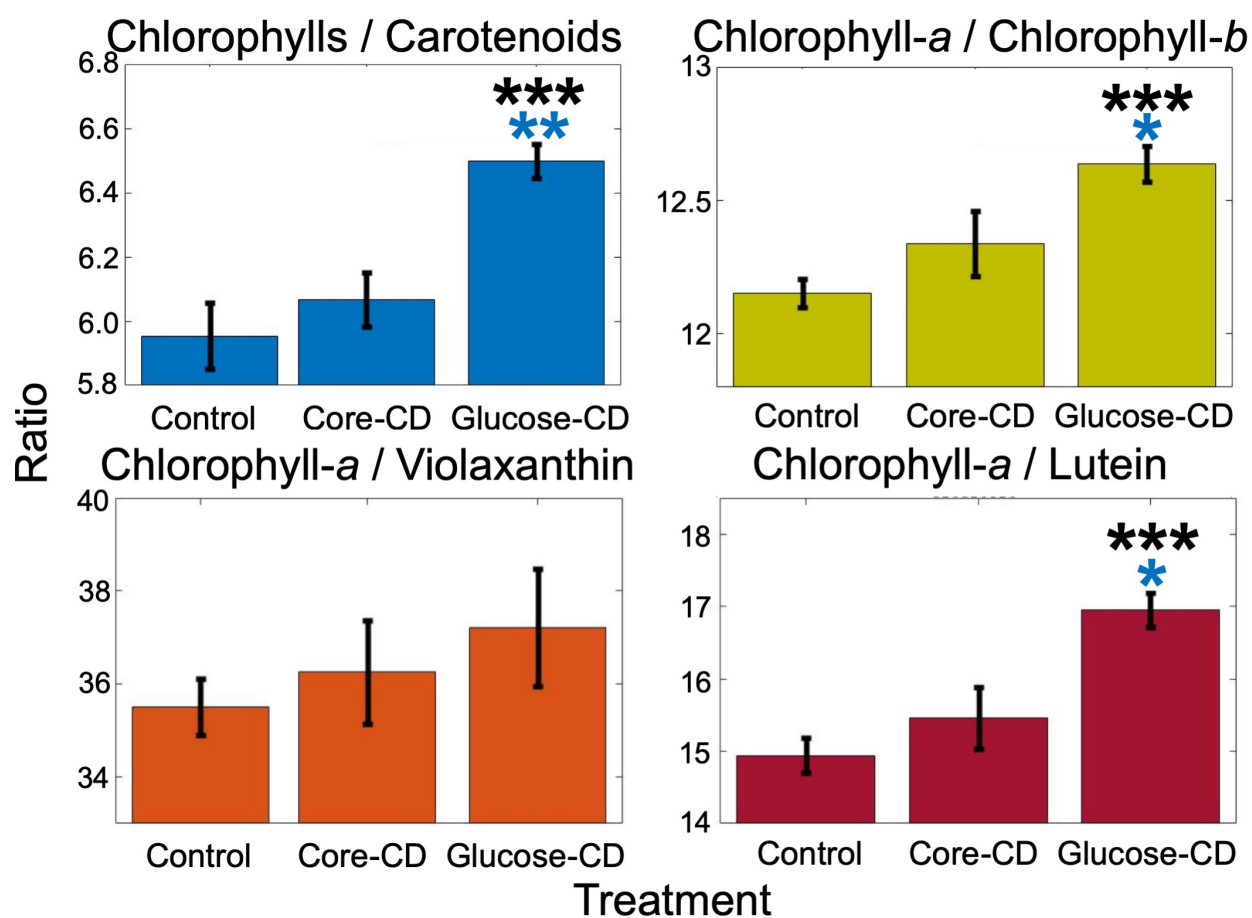 Chlorophylls / Carotenoids
6.8
6.6
6.4
6.2
6.0
5.8
***
**
Control Core-CD Glucose-CD
Chlorophyll-a / Chlorophyll-b
13
12.5
12
***
*
Control Core-CD Glucose-CD
Ratio
Chlorophyll-a / Violaxanthin
40
38
36
34
Control Core-CD Glucose-CD
Chlorophyll-a / Lutein
18
17
16
15
14
***
*
Control Core-CD Glucose-CD
Treatment